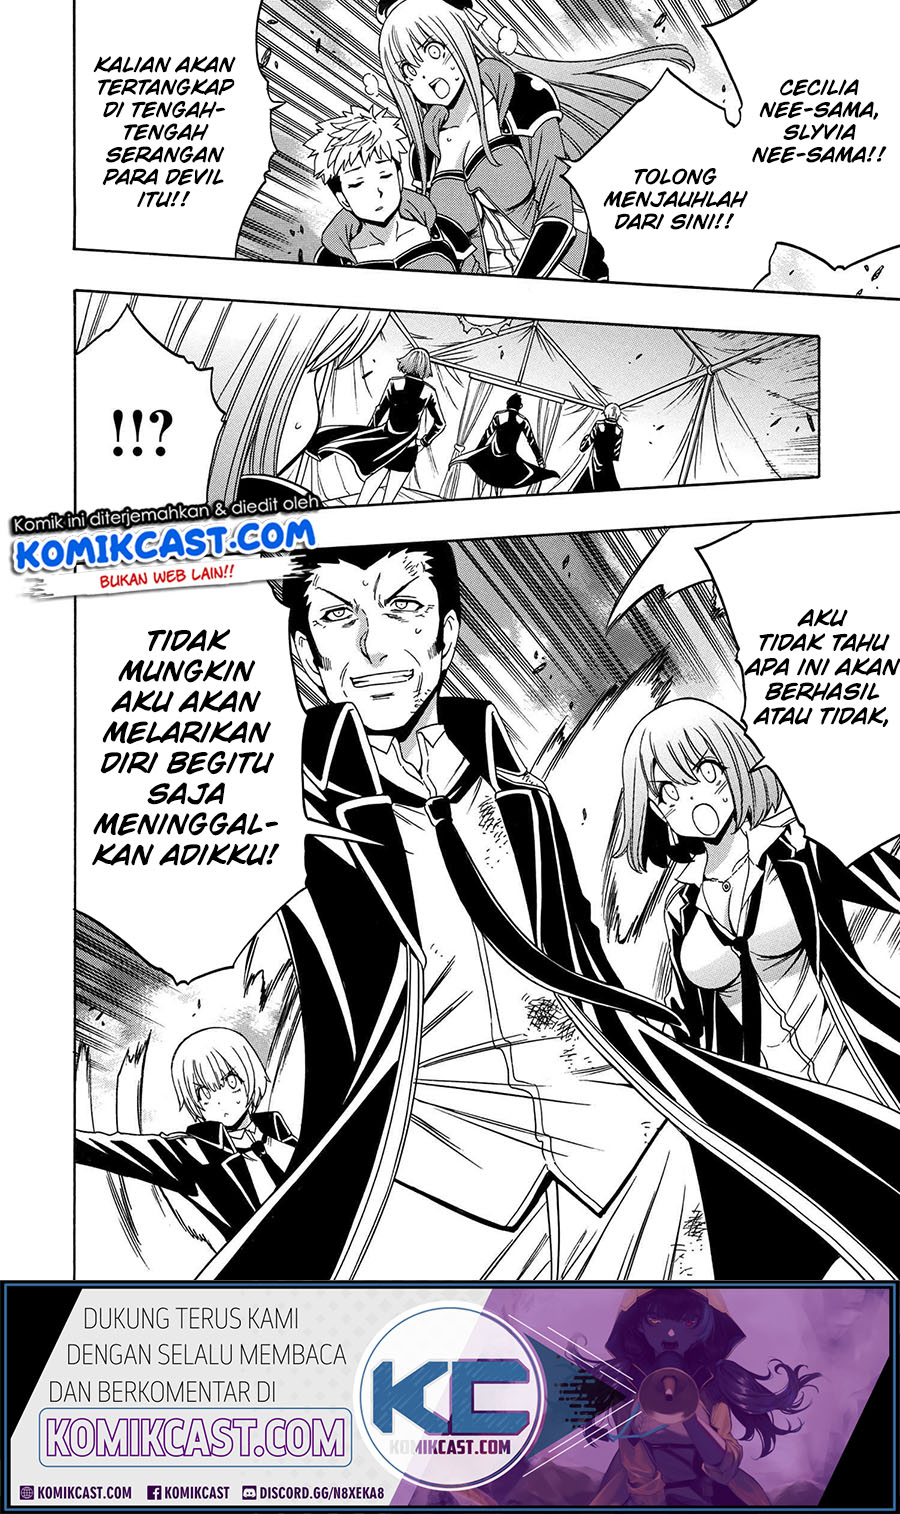 CECILIA
NEE-SAMA,
SLYVIA
NEE-SAMA!!
TOLONG
MENJAUHLAH
DARI SINI!!
KALIAN AKAN
TERTANGKAP
DI TENGAH-
TENGAH
SERANGAN
PARA DEVIL
ITU!!
!!?
Komik ini diterjemahkan & diedit oleh
KOMIKCAST.COM
BUKAN WEB LAIN!!
AKU
TIDAK TAHU
APA INI AKAN
BERHASIL
ATAU TIDAK,
TIDAK
MUNGKIN
AKU AKAN
MELARIKAN
DIRI BEGITU
SAJA
MENINGGAL-
KAN ADIKKU!
DUKUNG TERUS KAMI
DENGAN SELALU MEMBACA
DAN BERKOMENTAR DI
KOMIKCAST.COM
KC
KOMIKCAST.COM
KOMIKCAST.COM KOMIKCAST DISCORD.GG/N8XEKA8